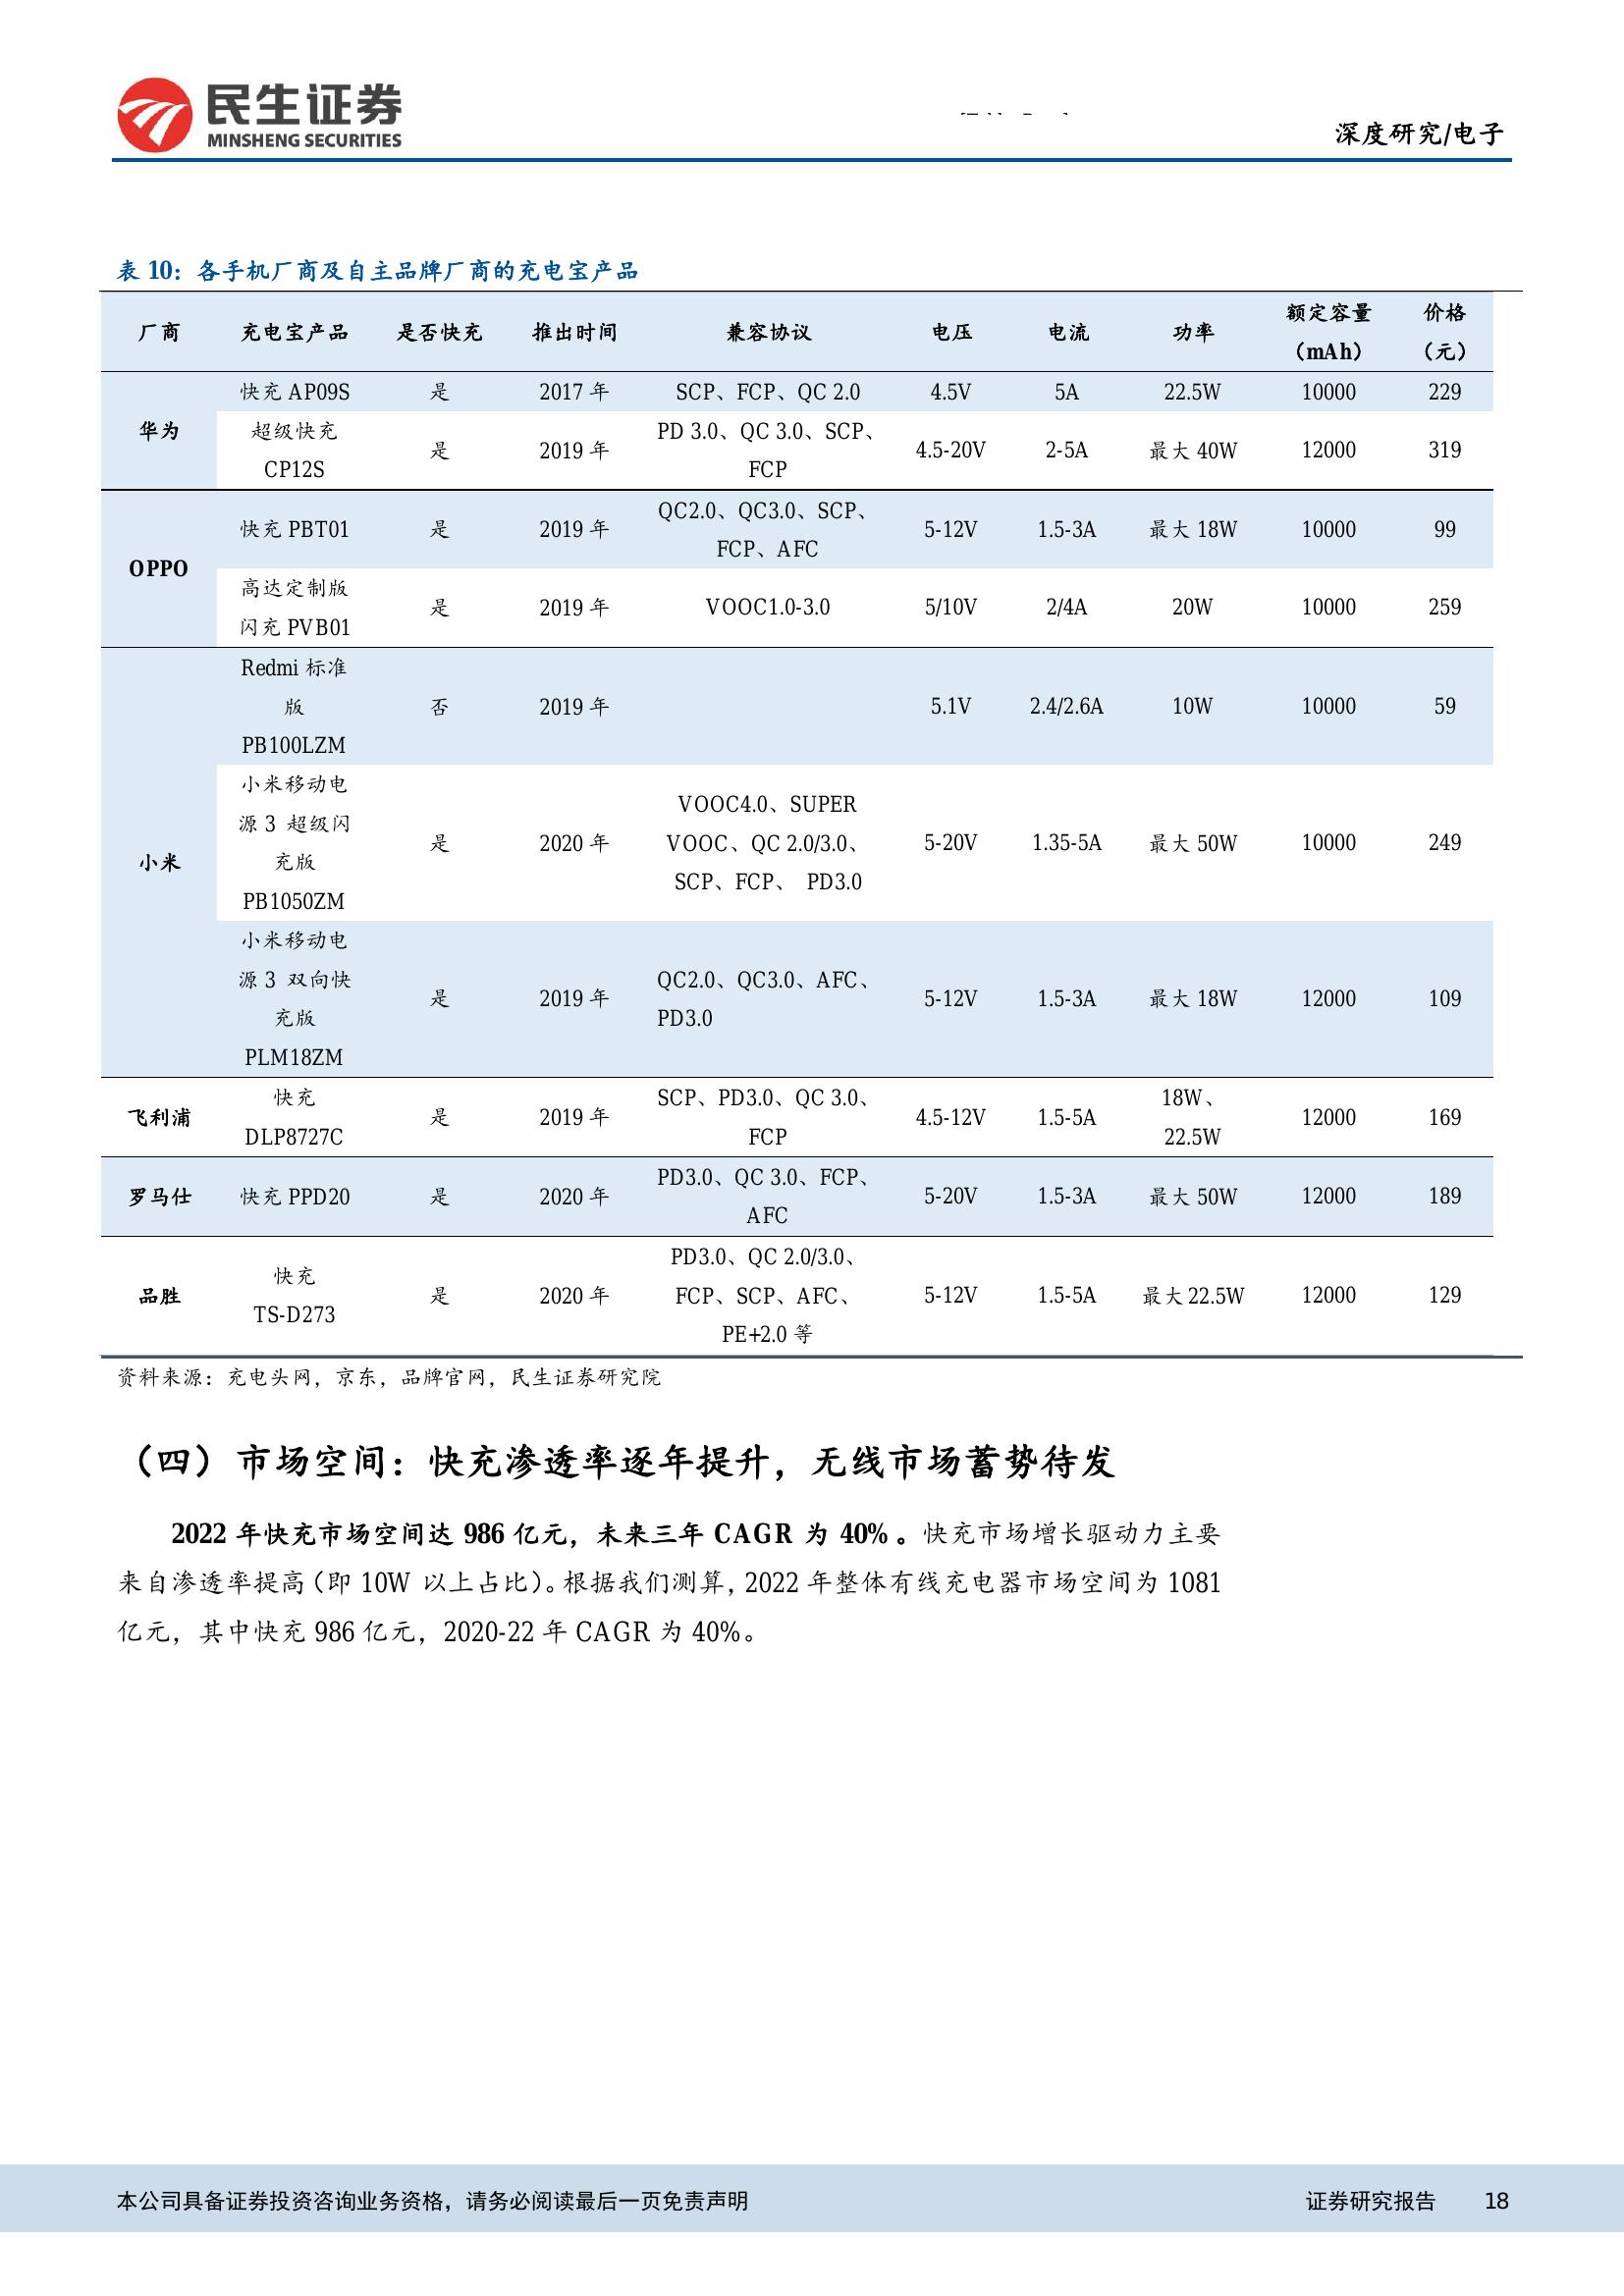 民生证券
MINSHENG SECURITIES
深度研究/电子
表 10：各手机厂商及自主品牌厂商的充电宝产品
厂商 充电宝产品 是否快充 推出时间 兼容协议 电压 电流 功率 额定容量（mAh） 价格（元）
华为
快充 AP09S 是 2017 年 SCP、FCP、QC 2.0 4.5V 5A 22.5W 10000 229
超级快充
CP12S
是 2019 年
PD 3.0、QC 3.0、SCP、
FCP
4.5-20V 2-5A 最大 40W 12000 319
OPPO
快充 PBT01 是 2019 年
QC2.0、QC3.0、SCP、
FCP、AFC
5-12V 1.5-3A 最大 18W 10000 99
高达定制版
闪充 PVB01
是 2019 年 VOOC1.0-3.0 5/10V 2/4A 20W 10000 259
小米
Redmi 标准
版
PB100LZM
否 2019 年 5.1V 2.4/2.6A 10W 10000 59
小米移动电
源 3 超级闪
充版
PB1050ZM
是 2020 年
VOOC4.0、SUPER
VOOC、QC 2.0/3.0、
SCP、FCP、 PD3.0
5-20V 1.35-5A 最大 50W 10000 249
小米移动电
源 3 双向快
充版
PLM18ZM
是 2019 年
QC2.0、QC3.0、AFC、
PD3.0
5-12V 1.5-3A 最大 18W 12000 109
飞利浦
快充
DLP8727C
是 2019 年
SCP、PD3.0、QC 3.0、
FCP
4.5-12V 1.5-5A
18W、
22.5W
12000 169
罗马仕
快充 PPD20 是 2020 年
PD3.0、QC 3.0、FCP、
AFC
5-20V 1.5-3A 最大 50W 12000 189
品胜
快充
TS-D273
是 2020 年
PD3.0、QC 2.0/3.0、
FCP、SCP、AFC、
PE+2.0 等
5-12V 1.5-5A 最大 22.5W 12000 129
资料来源：充电头网，京东，品牌官网，民生证券研究院
（四）市场空间：快充渗透率逐年提升，无线市场蓄势待发
2022 年快充市场空间达 986 亿元，未来三年 CAGR 为 40%。快充市场增长驱动力主要
来自渗透率提高（即 10W 以上占比）。根据我们测算，2022 年整体有线充电器市场空间为 1081
亿元，其中快充 986 亿元，2020-22 年 CAGR 为 40%。
本公司具备证券投资咨询业务资格，请务必阅读最后一页免责声明 证券研究报告 18